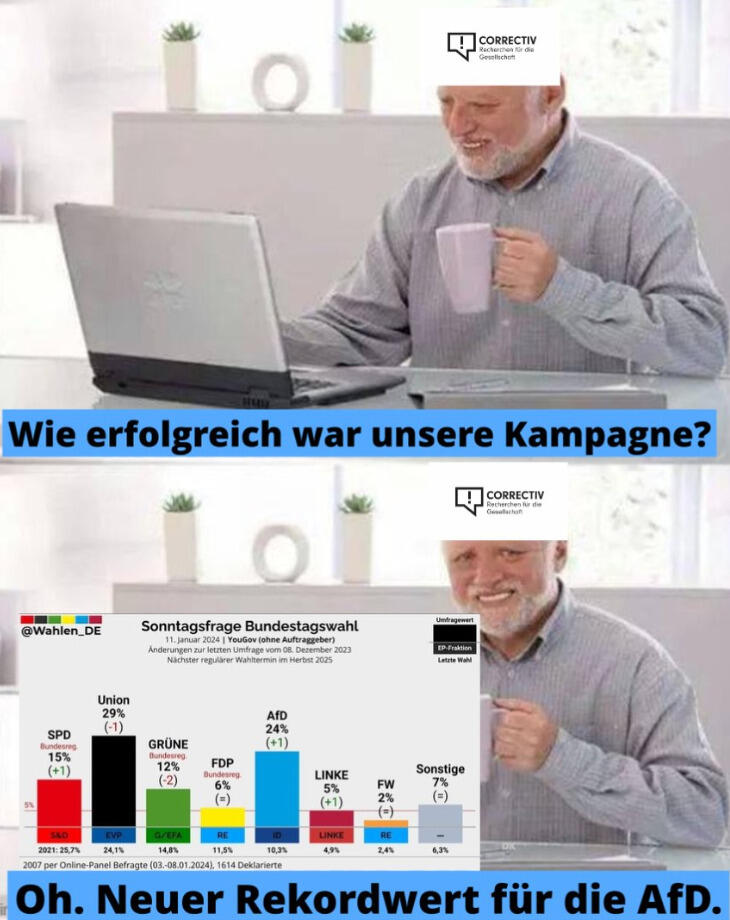 CORRECTIV
Recherchen für die
Gesellschaft
Wie erfolgreich war unsere Kampagne?
CORRECTIV
Recherchen für die
Gesellschaft
@Wahlen_DE
Sonntagsfrage Bundestagswahl
11. Januar 2024 | YouGov (ohne Auftraggeber)
Änderungen zur letzten Umfrage vom 08. Dezember 2023
Nächster regulärer Wahltermin im Herbst 2025
Umfragewert
EP-Fraktion
Letzte Wahl
SPD
Bundesreg.
15%
(+1)
Union
29%
(-1)
GRÜNE
Bundesreg.
12%
(-2)
FDP
Bundesreg.
6%
(=)
AfD
24%
(+1)
LINKE
5%
(+1)
FW
2%
(=)
Sonstige
7%
(=)
5%
S&D EVP G/EFA RE ID LINKE RE —
2021: 25,7% 24,1% 14,8% 11,5% 10,3% 4,9% 2,4% 6,3%
2007 per Online-Panel Befragte (03.-08.01.2024), 1614 Deklarierte
Oh. Neuer Rekordwert für die AfD.